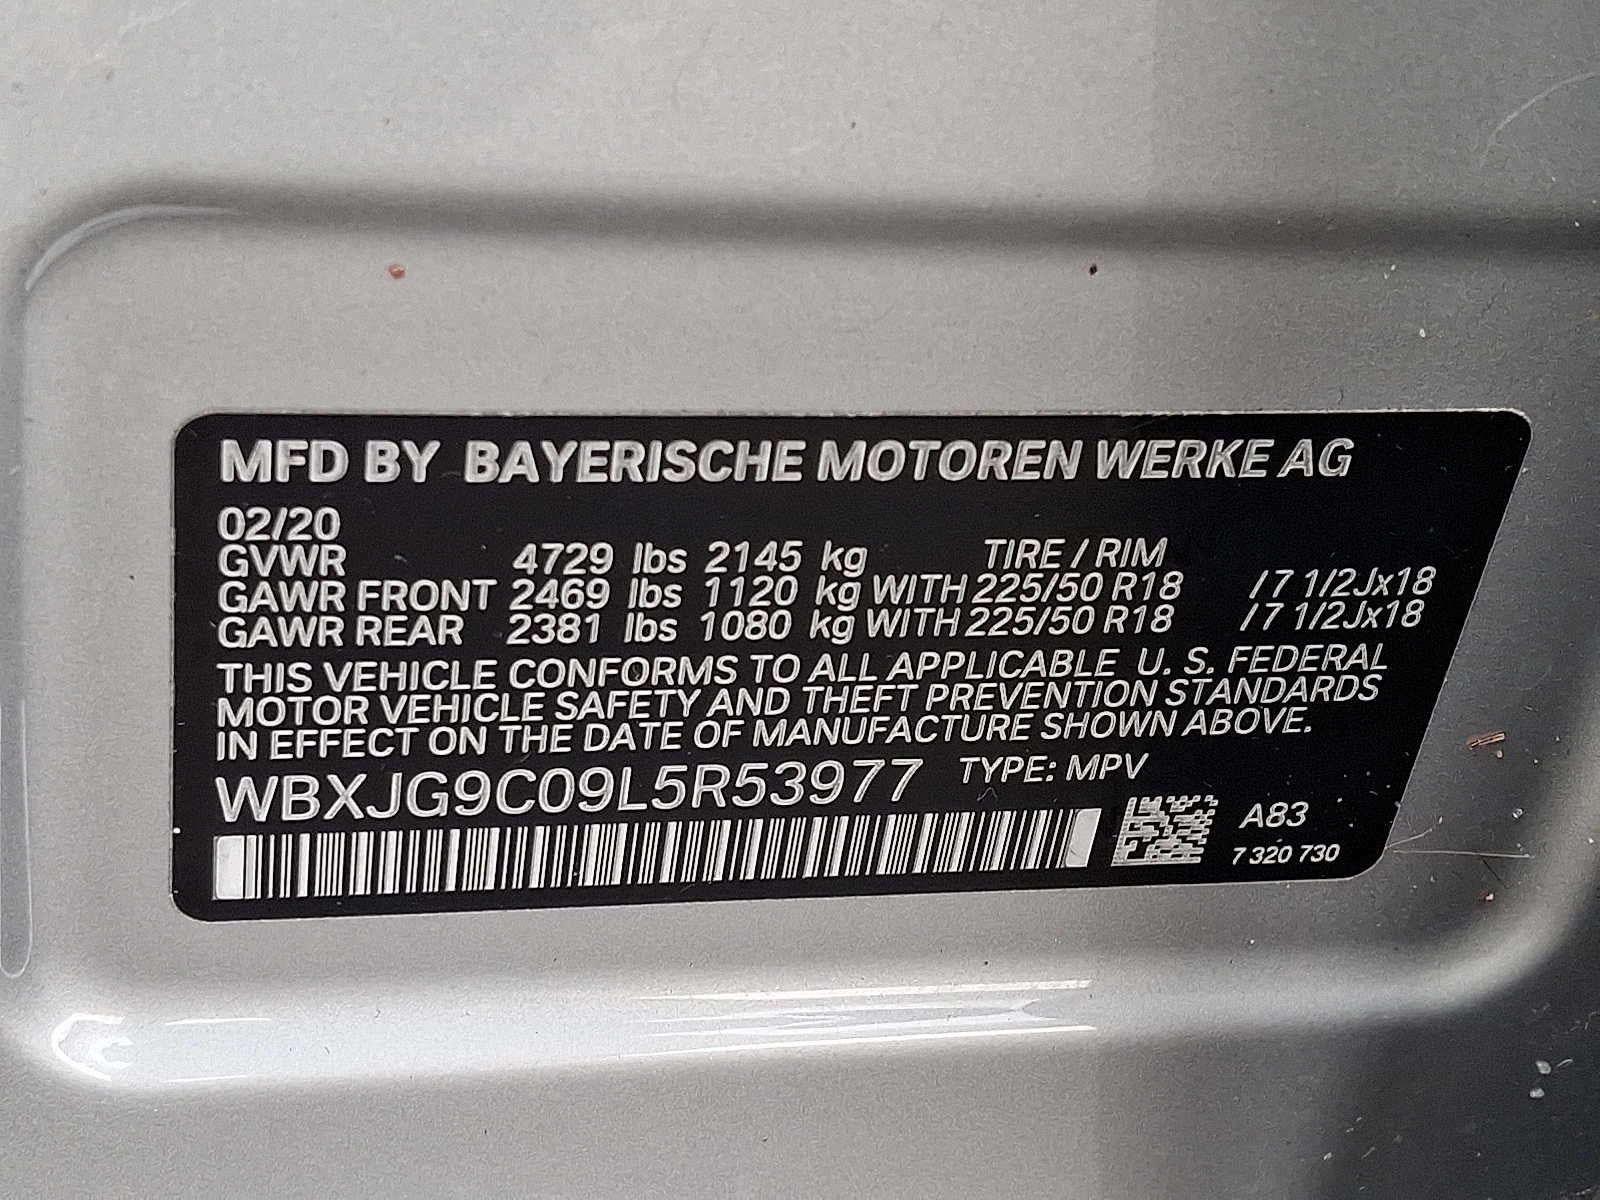 MFD BY BAYERISCHE MOTOREN WERKE AG
02/20
GVWR 4729 lbs 2145 kg TIRE / RIM
GAWR FRONT 2469 lbs 1120 kg WITH 225/50 R18 / 7 1/2Jx18
GAWR REAR 2381 lbs 1080 kg WITH 225/50 R18 / 7 1/2Jx18
THIS VEHICLE CONFORMS TO ALL APPLICABLE U. S. FEDERAL
MOTOR VEHICLE SAFETY AND THEFT PREVENTION STANDARDS
IN EFFECT ON THE DATE OF MANUFACTURE SHOWN ABOVE.
WBXJG9C09L5R53977 TYPE: MPV
A83
7 320 730